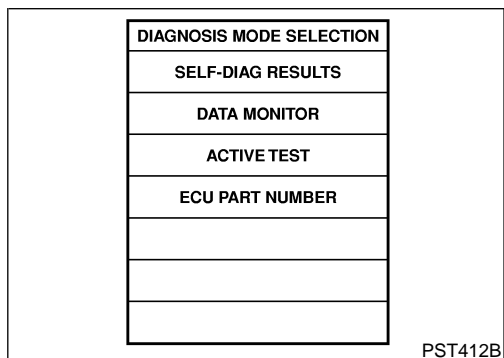 DIAGNOSIS MODE SELECTION
SELF-DIAG RESULTS
DATA MONITOR
ACTIVE TEST
ECU PART NUMBER
PST412B